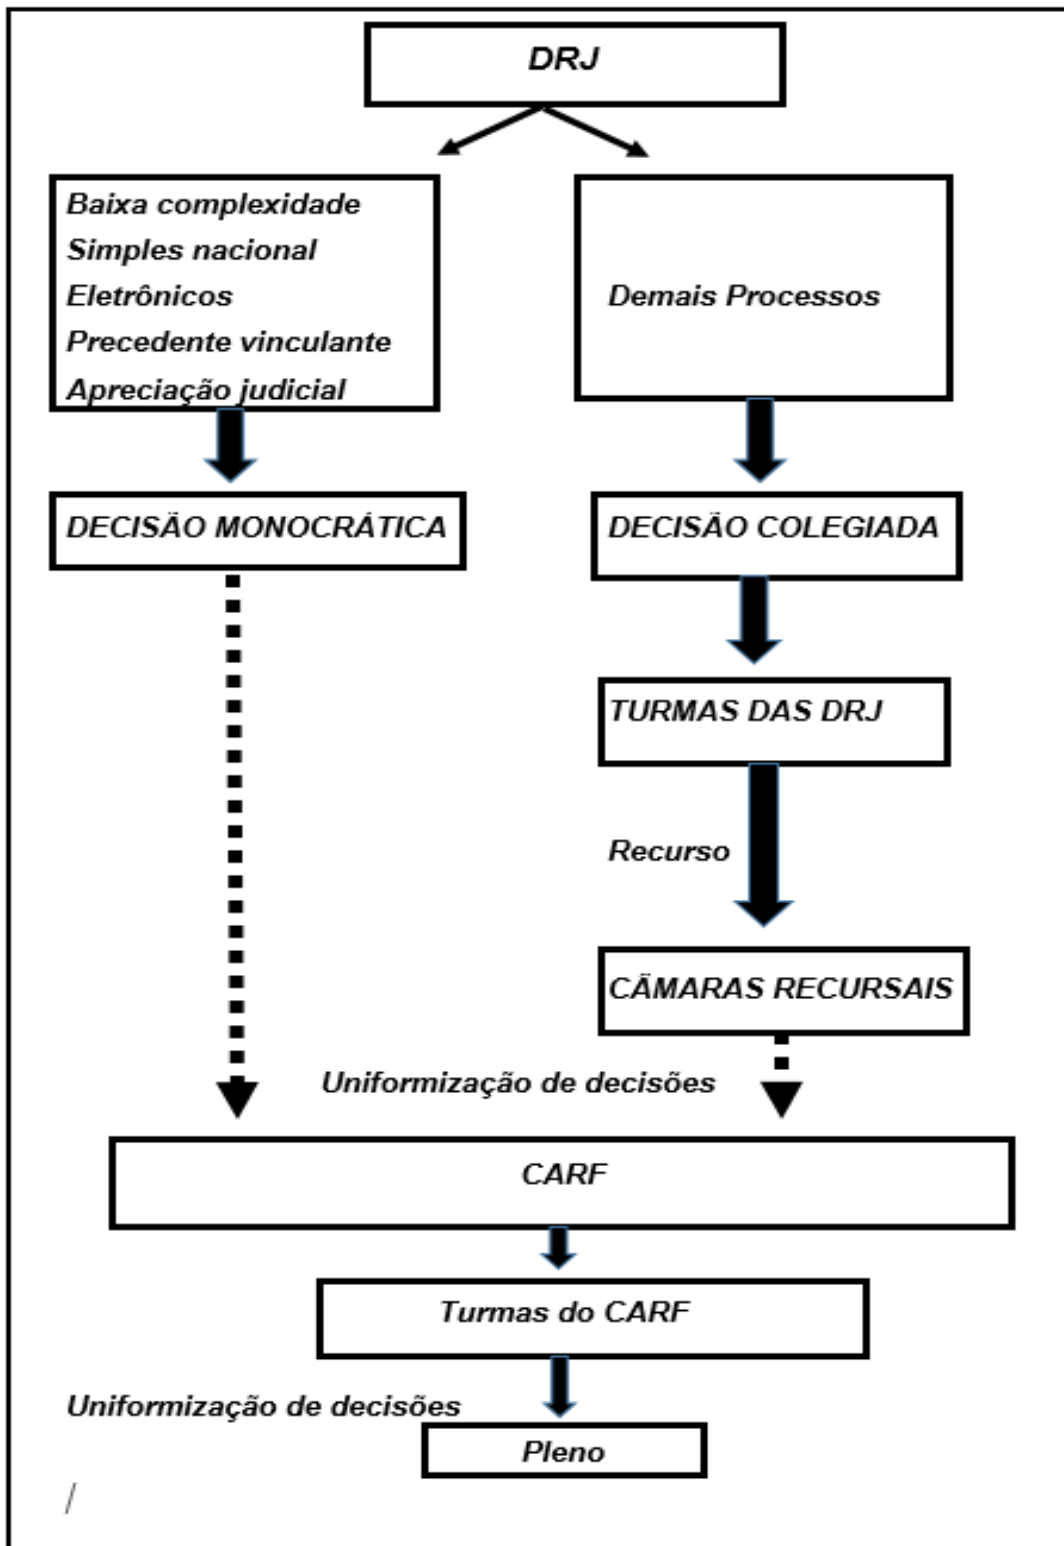 DRJ
Baixa complexidade
Simples nacional
Eletrônicos
Precedente vinculante
Apreciação judicial
Demais Processos
DECISÃO MONOCRÁTICA
DECISÃO COLEGIADA
TURMAS DAS DRJ
Recurso
CÂMARAS RECURSAIS
Uniformização de decisões
CARF
Turmas do CARF
Uniformização de decisões
Pleno
/